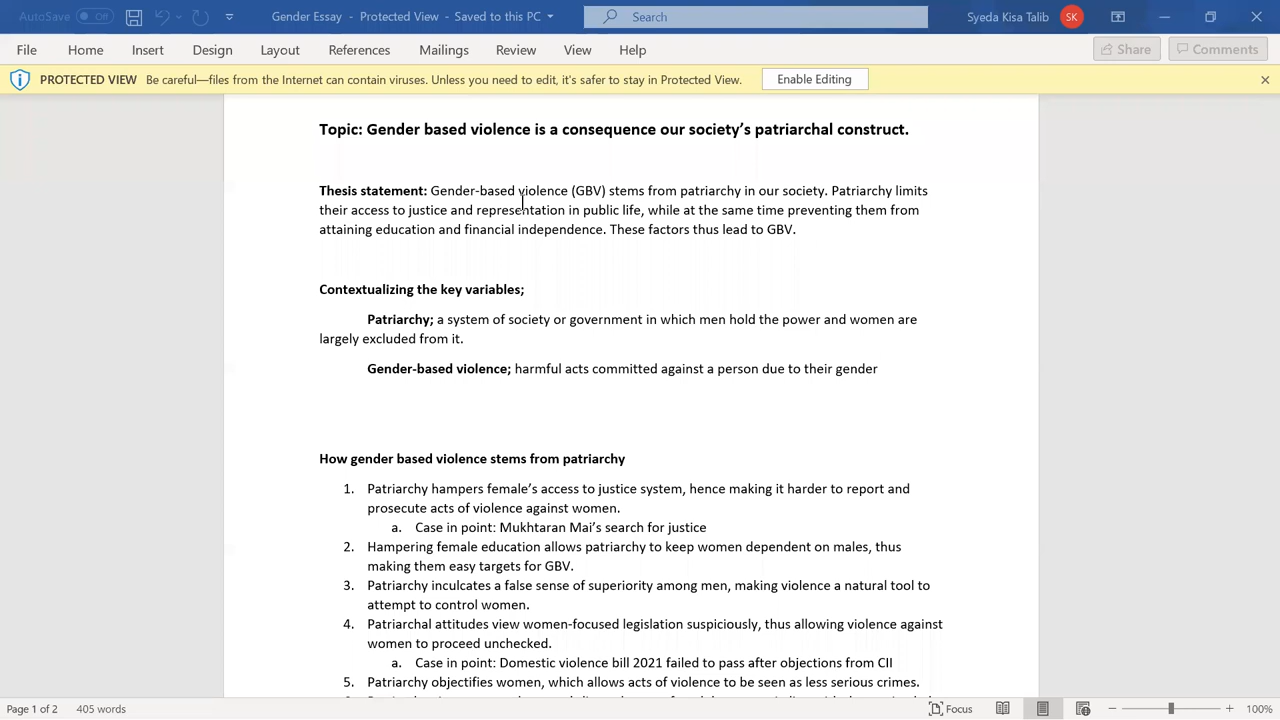 AutoSave Off Gender Essay - Protected View - Saved to this PC Search Syeda Kisa Talib SK
File Home Insert Design Layout References Mailings Review View Help Share Comments
PROTECTED VIEW Be careful—files from the Internet can contain viruses. Unless you need to edit, it's safer to stay in Protected View. Enable Editing
Topic: Gender based violence is a consequence our society's patriarchal construct.
Thesis statement: Gender-based violence (GBV) stems from patriarchy in our society. Patriarchy limits
their access to justice and representation in public life, while at the same time preventing them from
attaining education and financial independence. These factors thus lead to GBV.
Contextualizing the key variables;
Patriarchy; a system of society or government in which men hold the power and women are
largely excluded from it.
Gender-based violence; harmful acts committed against a person due to their gender
How gender based violence stems from patriarchy
1. Patriarchy hampers female's access to justice system, hence making it harder to report and
prosecute acts of violence against women.
a. Case in point: Mukhtaran Mai's search for justice
2. Hampering female education allows patriarchy to keep women dependent on males, thus
making them easy targets for GBV.
3. Patriarchy inculcates a false sense of superiority among men, making violence a natural tool to
attempt to control women.
4. Patriarchal attitudes view women-focused legislation suspiciously, thus allowing violence against
women to proceed unchecked.
a. Case in point: Domestic violence bill 2021 failed to pass after objections from CII
5. Patriarchy objectifies women, which allows acts of violence to be seen as less serious crimes.
Page 1 of 2 405 words Focus 100%